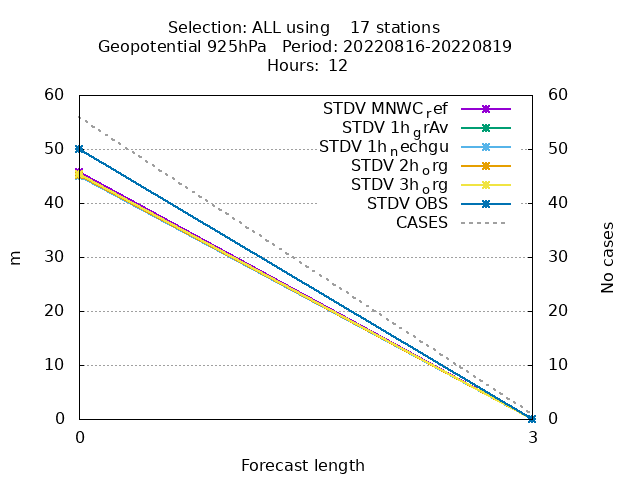 Selection: ALL using    17 stations
Geopotential 925hPa   Period: 20220816-20220819
Hours:  12
60 60
STDV MNWC_ref
STDV 1h_grAv
50 50
STDV 1h_nechgu
STDV 2h_org
STDV 3h_org
40 STDV OBS 40
CASES
30 30
m
No cases
20 20
10 10
0 0
0 3
Forecast length